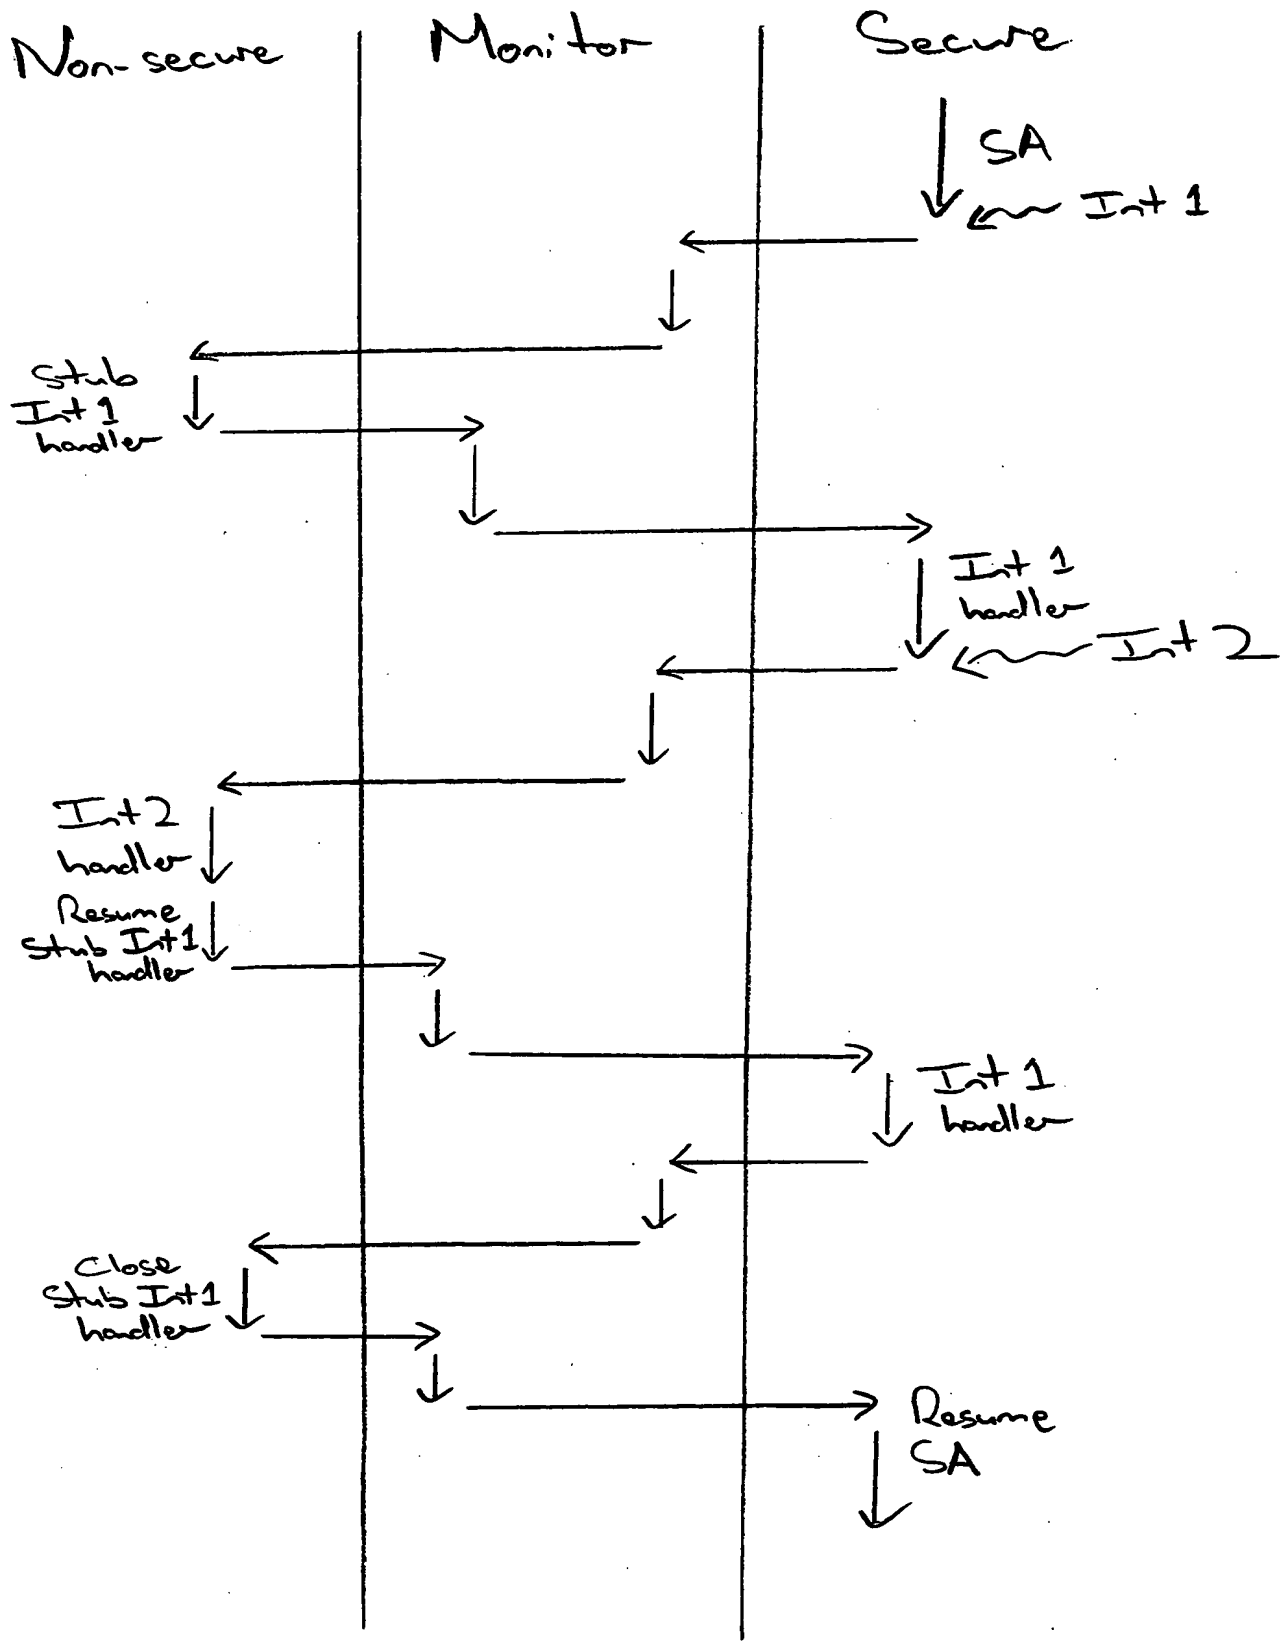 Non-secure
Monitor
Secure
SA
Int 1
Stub
Int 1
handler
Int 1
handler
Int 2
Int 2
handler
Resume
Stub Int 1
handler
Int 1
handler
Close
Stub Int 1
handler
Resume
SA